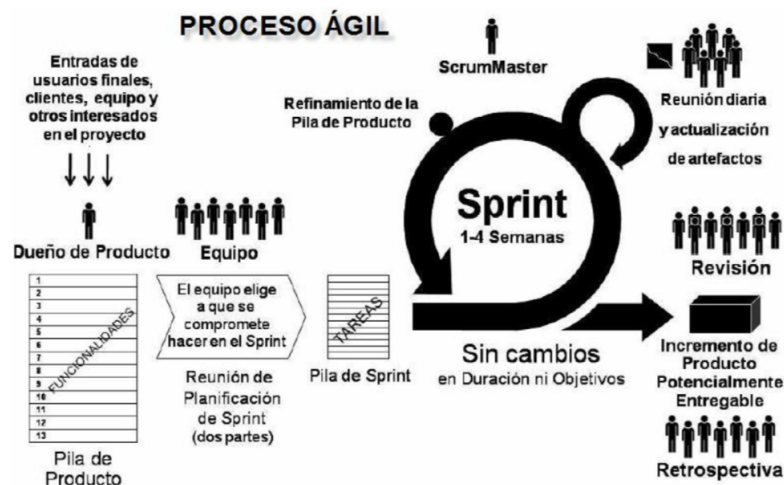 PROCESO ÁGIL
Entradas de
usuarios finales,
clientes, equipo y
otros interesados
en el proyecto
Dueño de Producto
1
2
3
4
5
6
7
8
9
10
11
12
13
FUNCIONALIDADES
Pila de
Producto
Equipo
El equipo elige
a que se
compromete
hacer en el Sprint
Reunión de
Planificación
de Sprint
(dos partes)
TAREAS
Pila de Sprint
ScrumMaster
Refinamiento de la
Pila de Producto
Sprint
1-4 Semanas
Sin cambios
en Duración ni Objetivos
Reunión diaria
y actualización
de artefactos
Revisión
Incremento de
Producto
Potencialmente
Entregable
Retrospectiva